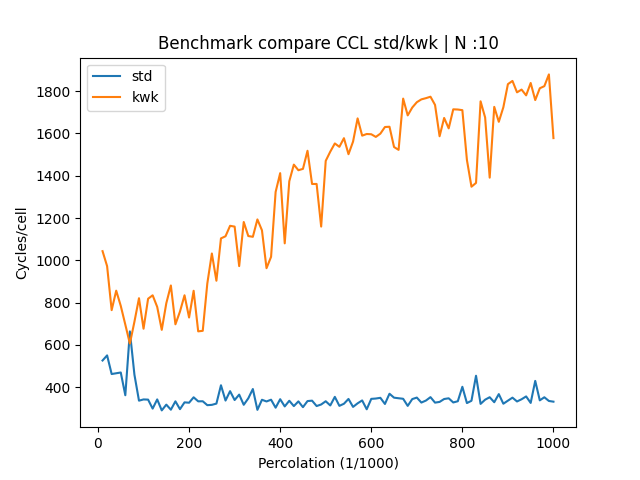 Benchmark compare CCL std/kwk | N :10
std
kwk
Cycles/cell
1800
1600
1400
1200
1000
800
600
400
0 200 400 600 800 1000
Percolation (1/1000)